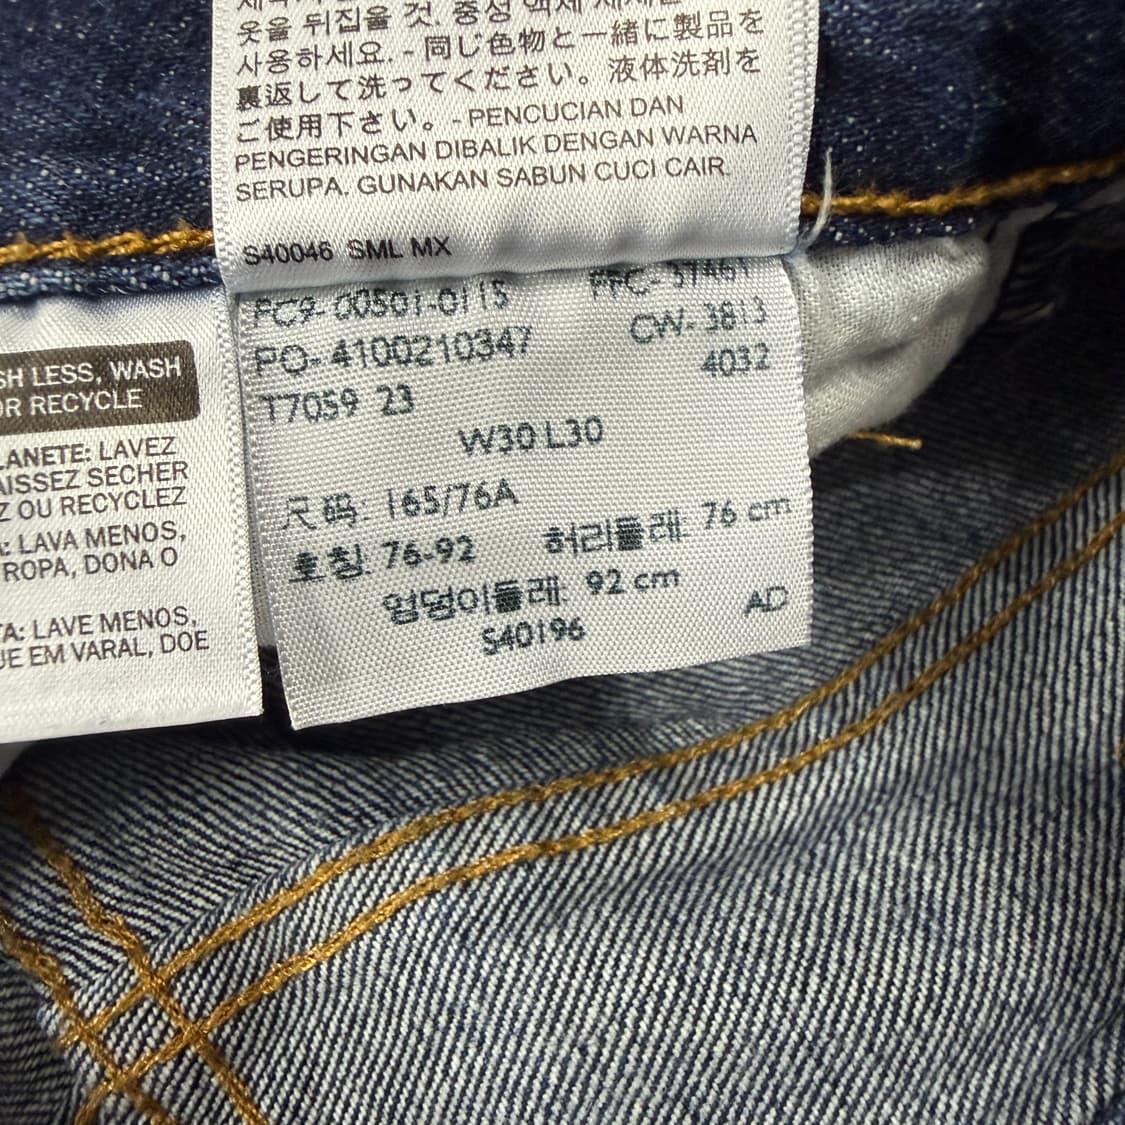 옷을 뒤집을 것. 중성 액체 세제만
사용하세요. - 同じ色物と一緒に製品を
裏返して洗ってください。液体洗剤を
ご使用下さい。- PENCUCIAN DAN
PENGERINGAN DIBALIK DENGAN WARNA
SERUPA. GUNAKAN SABUN CUCI CAIR.
S40046 SML MX
PC9-00501-0115 PFC-37461
PO-4100210347 CW-3813
4032
T7059 23
W30 L30
尺码: 165/76A
호칭: 76-92 허리둘레: 76 cm
엉덩이둘레: 92 cm
S40196 AD
SH LESS, WASH
OR RECYCLE
LANETE: LAVEZ
AISSEZ SECHER
Z OU RECYCLEZ
A: LAVA MENOS,
ROPA, DONA O
TA: LAVE MENOS,
UE EM VARAL, DOE